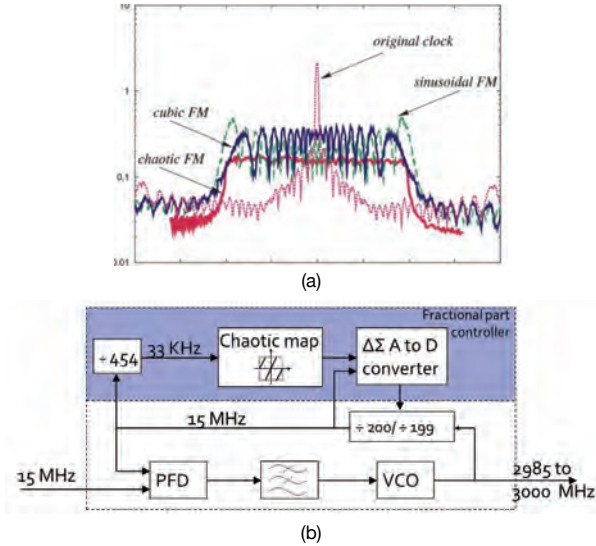 10
original clock
sinusoidal FM
1
cubic FM
chaotic FM
0.1
0.01
(a)
Fractional part
controller
÷ 454
33 KHz
Chaotic map
ΔΣ A to D
converter
15 MHz
÷ 200/ ÷ 199
15 MHz
PFD
VCO
2985 to
3000 MHz
(b)